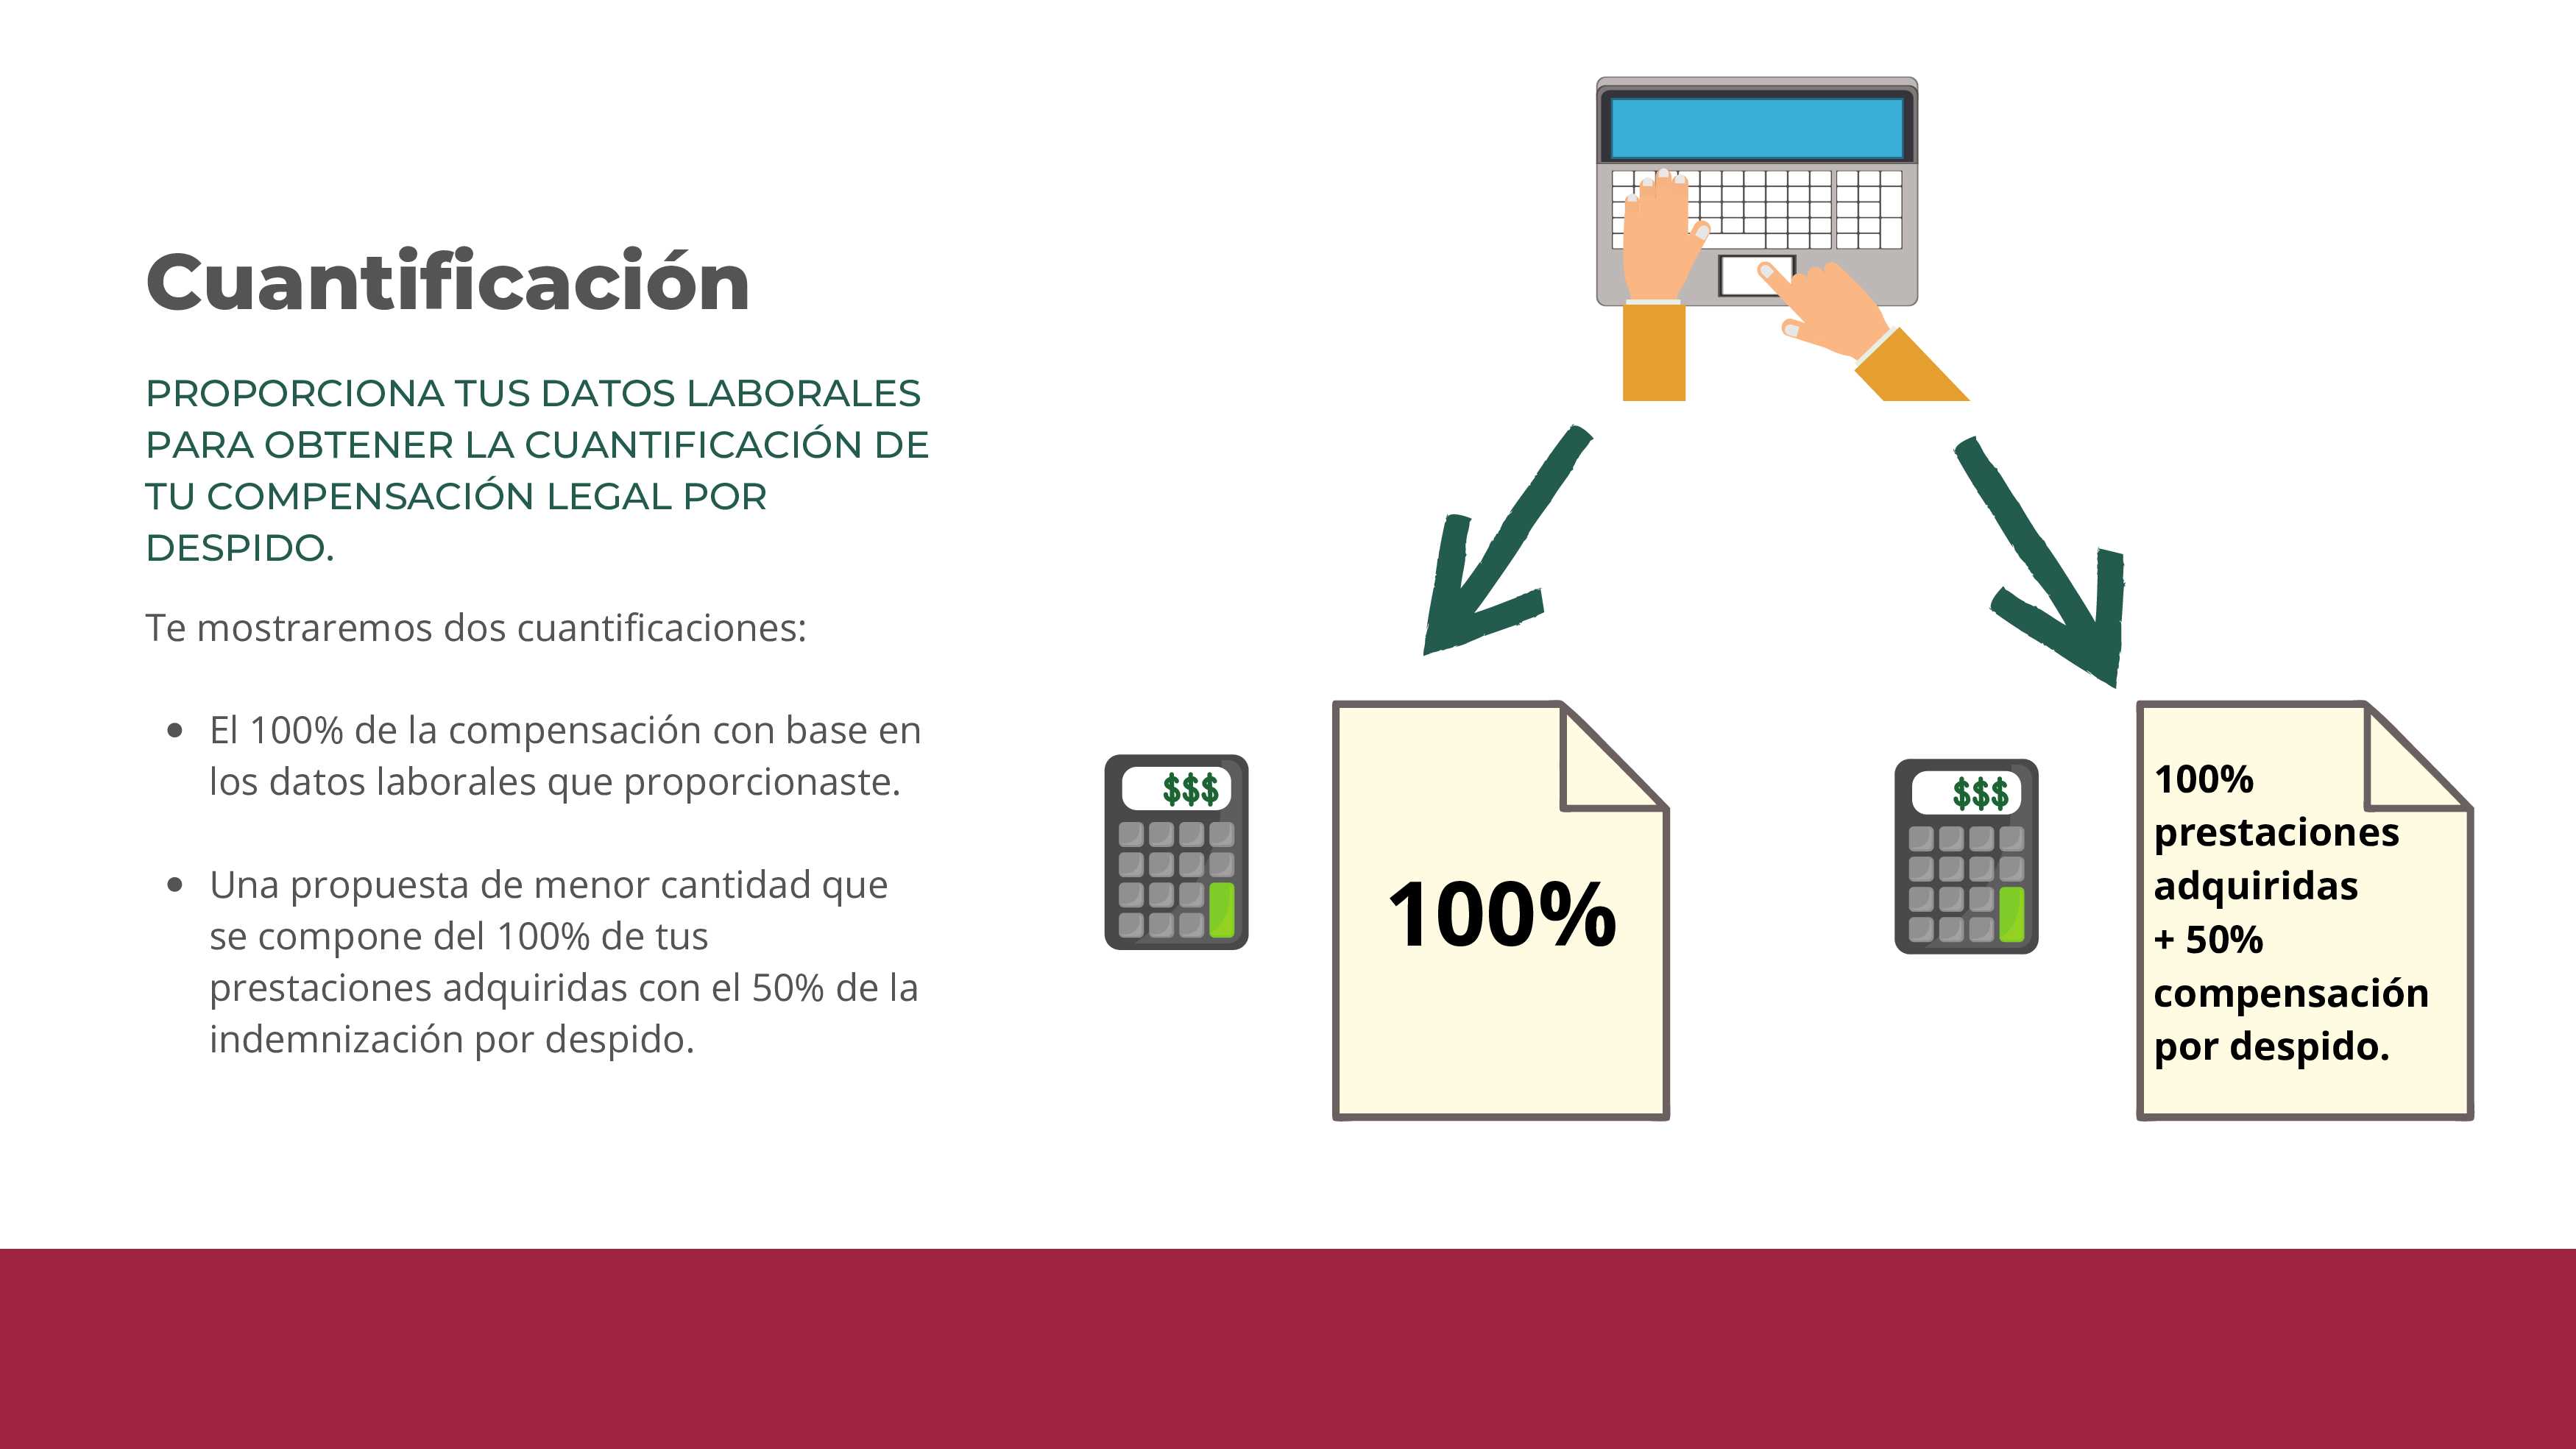 Cuantificación
PROPORCIONA TUS DATOS LABORALES
PARA OBTENER LA CUANTIFICACIÓN DE
TU COMPENSACIÓN LEGAL POR
DESPIDO.
Te mostraremos dos cuantificaciones:
• El 100% de la compensación con base en
los datos laborales que proporcionaste.
• Una propuesta de menor cantidad que
se compone del 100% de tus
prestaciones adquiridas con el 50% de la
indemnización por despido.
$$$
100%
$$$
100%
prestaciones
adquiridas
+ 50%
compensación
por despido.